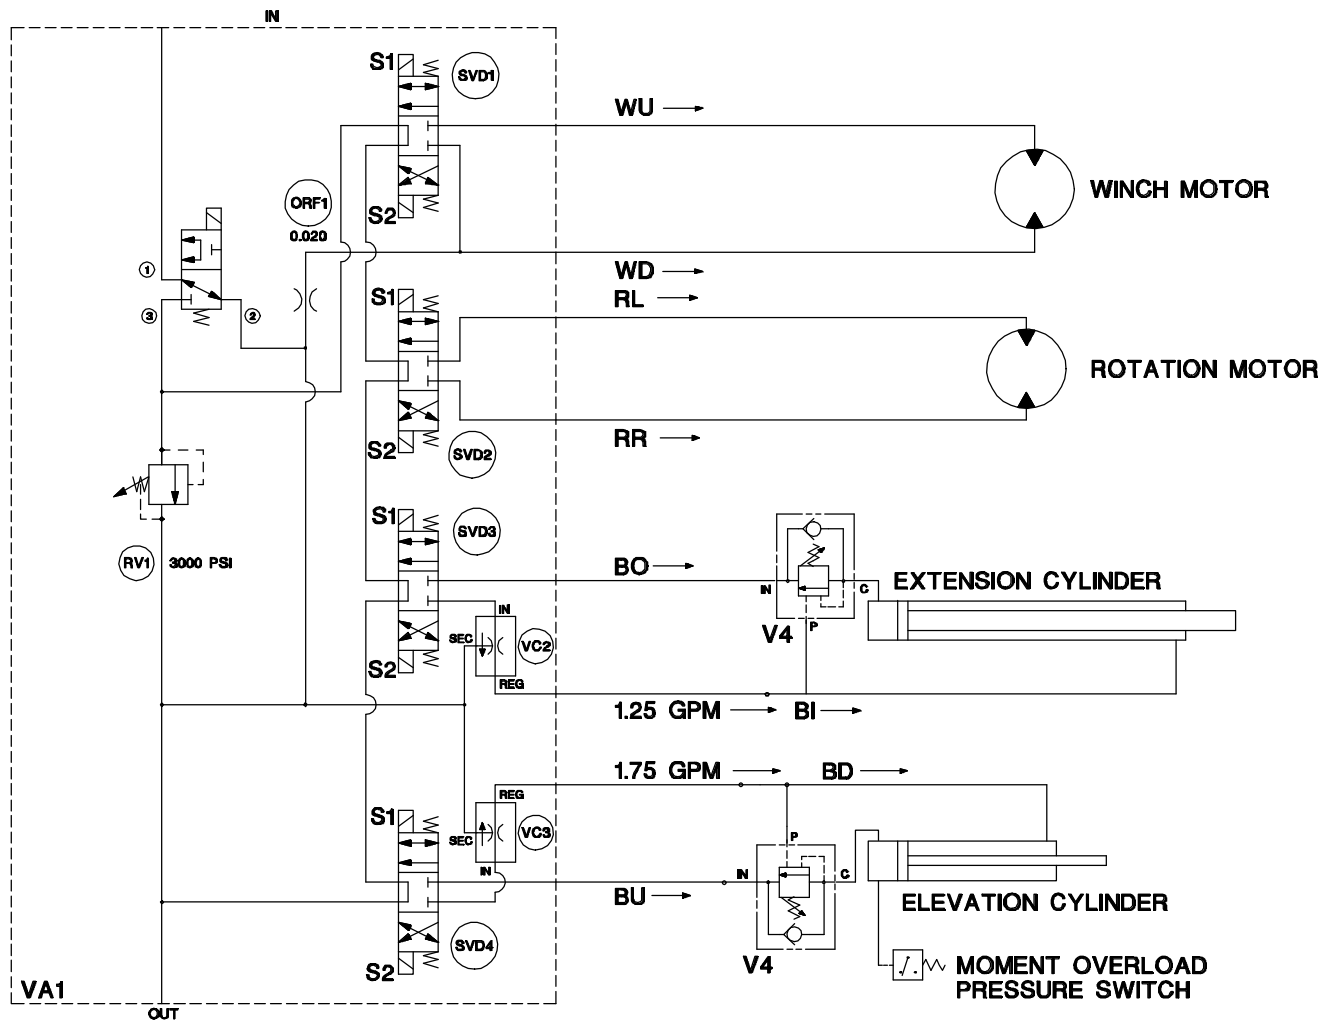 IN
S1
SVD1
WU
WINCH MOTOR
ORF1
0.020
S2
1
WD
RL
S1
3
2
ROTATION MOTOR
RR
S2
SVD2
S1
SVD3
RV1 3000 PSI
BO
IN
C
EXTENSION CYLINDER
IN
SEC
VC2
V4
P
S2
REG
1.25 GPM
BI
1.75 GPM
BD
REG
S1
SEC
VC3
P
IN
IN
C
BU
ELEVATION CYLINDER
SVD4
S2
V4
MOMENT OVERLOAD
PRESSURE SWITCH
VA1
OUT